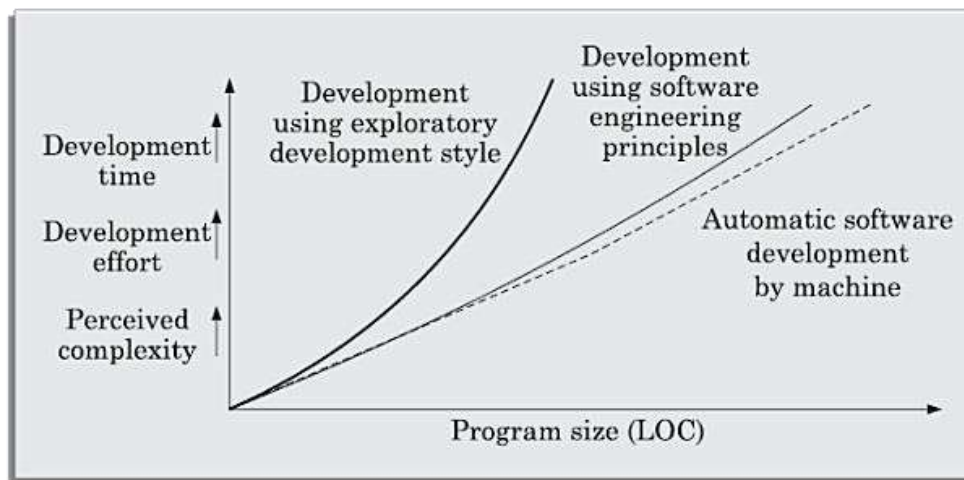 Development
using software
engineering
principles
Development
using exploratory
development style
Development
time
Development
effort
Perceived
complexity
Automatic software
development
by machine
Program size (LOC)